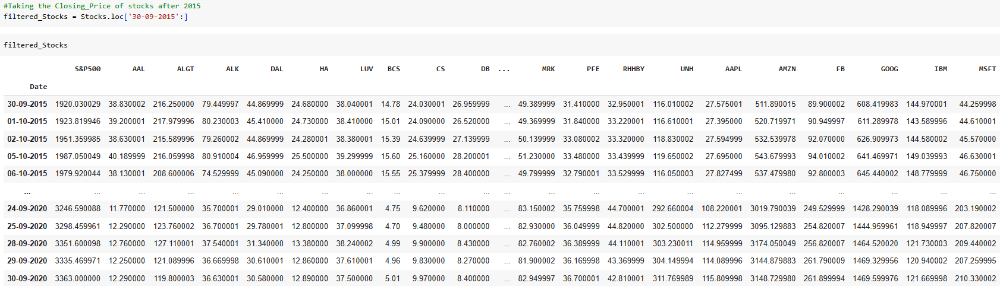 #Taking the Closing_Price of stocks after 2015
filtered_Stocks = Stocks.loc['30-09-2015':]
filtered_Stocks
S&P500 AAL ALGT ALK DAL HA LUV BCS CS DB ... MRK PFE RHHBY UNH AAPL AMZN FB GOOG IBM MSFT
Date
30-09-2015 1920.030029 38.830002 216.250000 79.449997 44.869999 24.680000 38.040001 14.78 24.030001 26.959999 ... 49.389999 31.410000 32.950001 116.010002 27.575001 511.890015 89.900002 608.419983 144.970001 44.259998
01-10-2015 1923.819946 39.200001 217.979996 80.230003 45.410000 24.730000 38.410000 15.01 24.090000 26.520000 ... 49.369999 31.840000 33.220001 116.610001 27.395000 520.719971 90.949997 611.289978 143.589996 44.610001
02-10-2015 1951.359985 38.630001 215.589996 79.260002 44.869999 24.280001 38.380001 15.39 24.639999 27.139999 ... 50.139999 33.080002 33.320000 118.830002 27.594999 532.539978 92.070000 626.909973 144.580002 45.570000
05-10-2015 1987.050049 40.189999 216.059998 80.910004 46.959999 25.500000 39.299999 15.60 25.160000 28.200001 ... 51.230000 33.480000 33.439999 119.650002 27.695000 543.679993 94.010002 641.469971 149.039993 46.630001
06-10-2015 1979.920044 38.130001 208.600006 74.529999 45.090000 24.250000 38.000000 15.55 25.379999 28.400000 ... 49.799999 32.790001 33.529999 116.050003 27.827499 537.479980 92.800003 645.440002 148.779999 46.750000
... ... ... ... ... ... ... ... ... ... ... ... ... ... ... ... ... ... ... ... ... ...
24-09-2020 3246.590088 11.770000 121.500000 35.700001 29.010000 12.400000 36.860001 4.75 9.620000 8.110000 ... 83.150002 35.759998 44.700001 292.660004 108.220001 3019.790039 249.529999 1428.290039 118.089996 203.190002
25-09-2020 3298.459961 12.290000 123.760002 36.700001 29.780001 12.800000 37.099998 4.70 9.480000 8.000000 ... 82.930000 36.049999 44.820000 302.500000 112.279999 3095.129883 254.820007 1444.959961 118.949997 207.820007
28-09-2020 3351.600098 12.760000 127.110001 37.540001 31.340000 13.380000 38.240002 4.99 9.900000 8.430000 ... 82.760002 36.389999 44.110001 303.230011 114.959999 3174.050049 256.820007 1464.520020 121.730003 209.440002
29-09-2020 3335.469971 12.250000 121.089996 36.669998 30.610001 12.860000 37.610001 4.96 9.830000 8.270000 ... 81.900002 36.169998 43.369999 304.149994 114.089996 3144.879883 261.790009 1469.329956 120.940002 207.259995
30-09-2020 3363.000000 12.290000 119.800003 36.630001 30.580000 12.890000 37.500000 5.01 9.970000 8.400000 ... 82.949997 36.700001 42.810001 311.769989 115.809998 3148.729980 261.899994 1469.599976 121.669998 210.330002